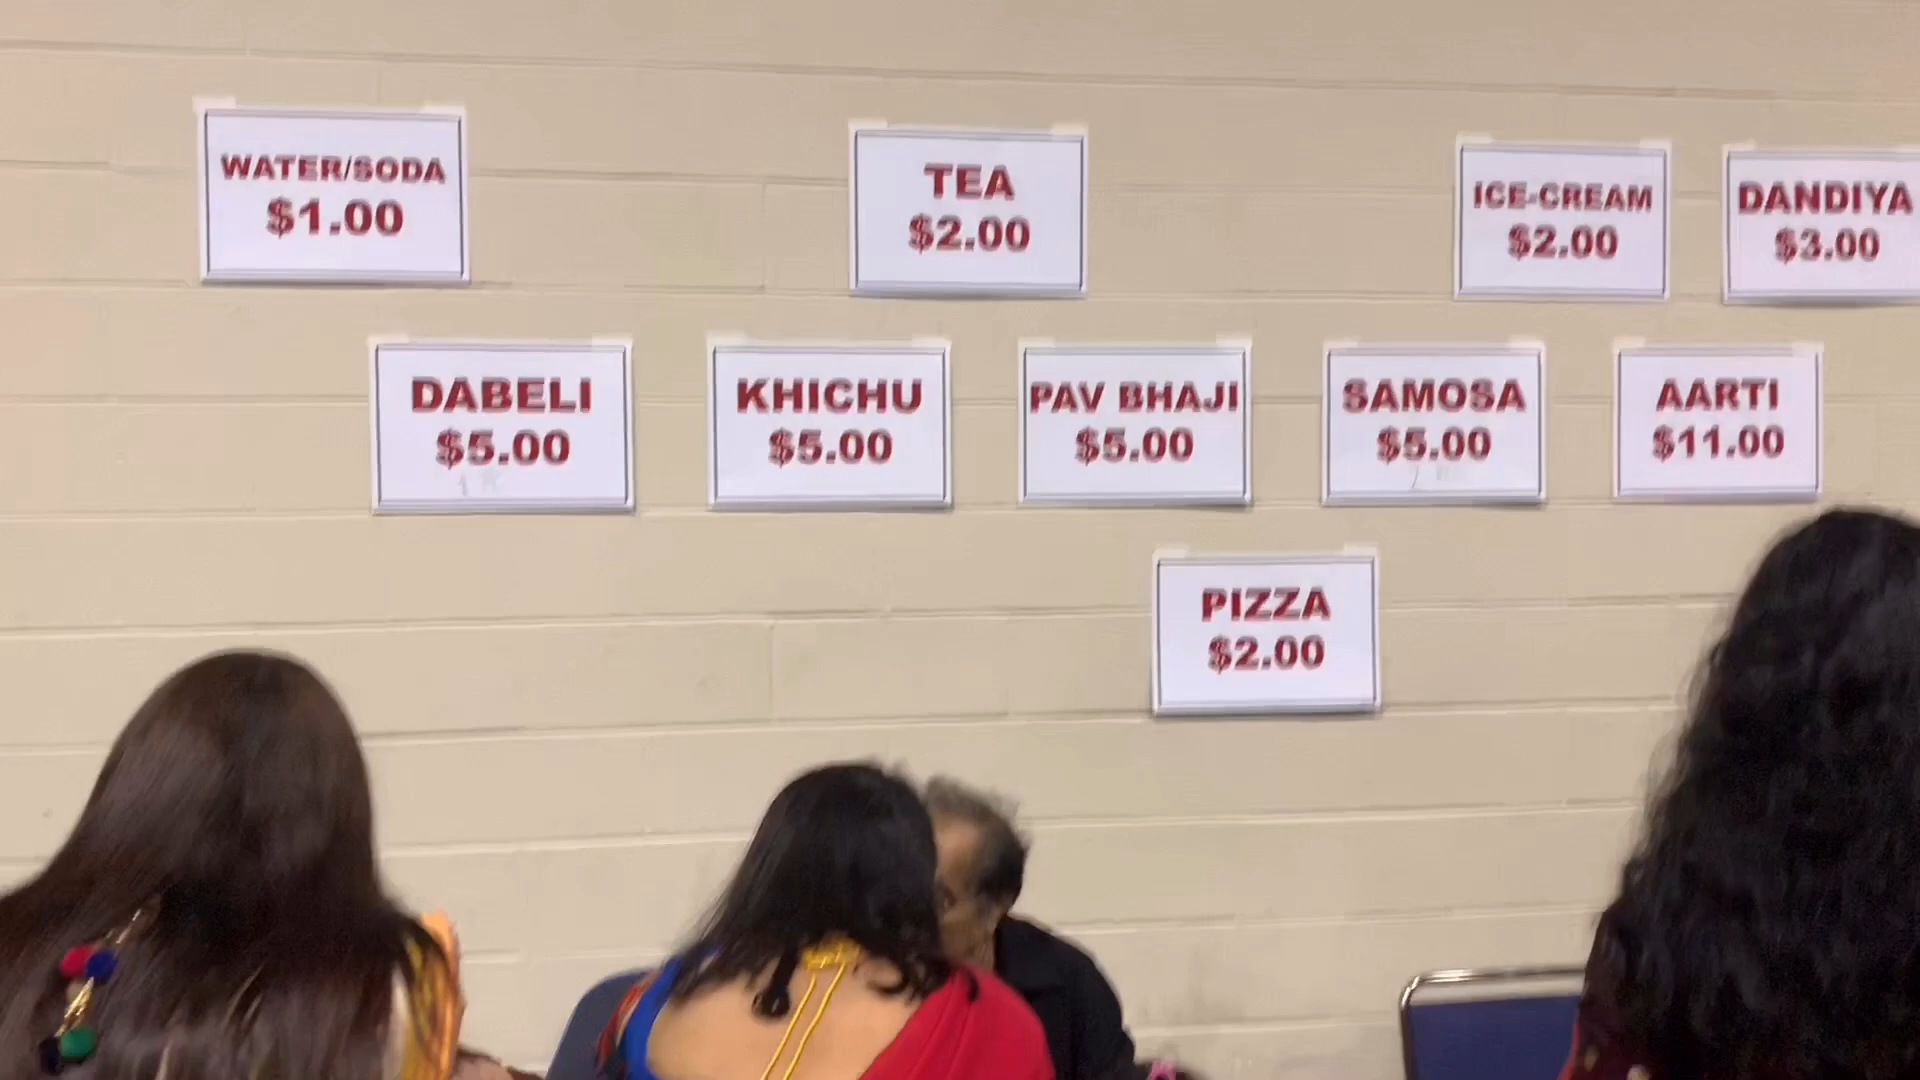 WATER/SODA
$1.00
TEA
$2.00
ICE-CREAM
$2.00
DANDIYA
$3.00
DABELI
$5.00
KHICHU
$5.00
PAV BHAJI
$5.00
SAMOSA
$5.00
AARTI
$11.00
PIZZA
$2.00